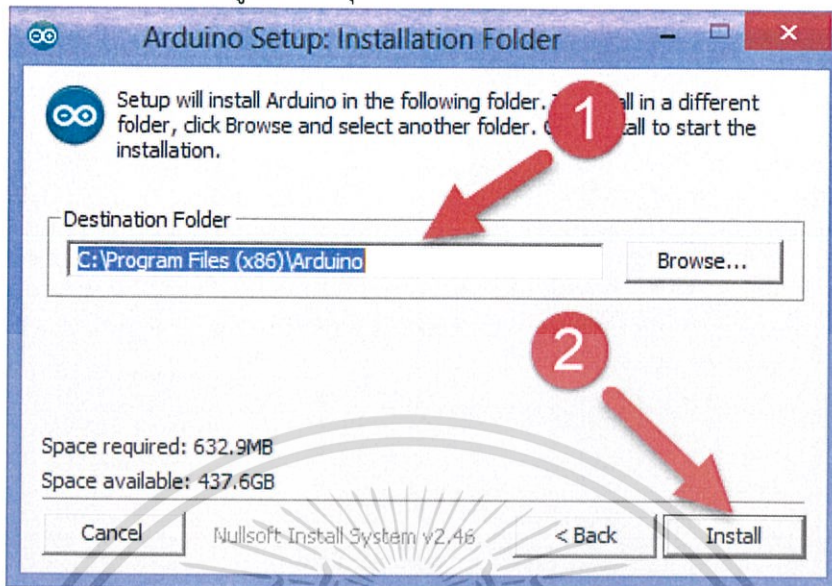 Arduino Setup: Installation Folder
Setup will install Arduino in the following folder. all in a different
folder, click Browse and select another folder. to start the
installation.
1
Destination Folder
C:\Program Files (x86)\Arduino
Browse...
2
Space required: 632.9MB
Space available: 437.6GB
Cancel
Nullsoft Install System v2.46
< Back
Install